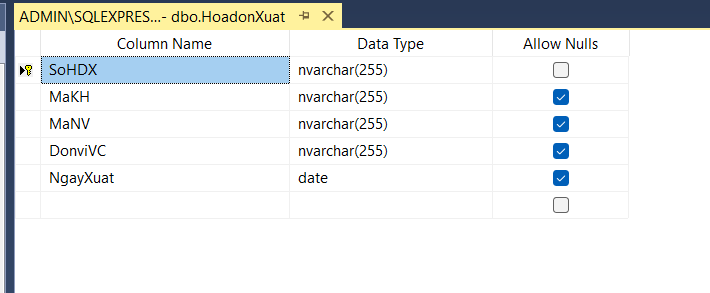 ADMIN\SQLEXPRES...- dbo.HoadonXuat
Column Name Data Type Allow Nulls
SoHDX nvarchar(255)
MaKH nvarchar(255)
MaNV nvarchar(255)
DonviVC nvarchar(255)
NgayXuat date